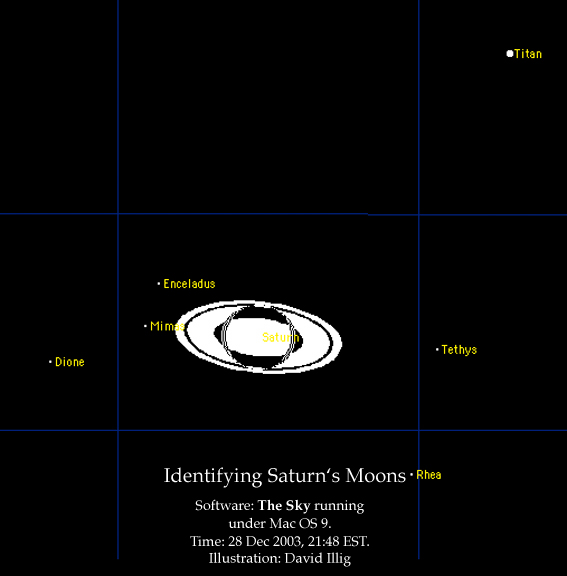 Titan
Enceladus
Mimas
Saturn
Tethys
Dione
Identifying Saturn‘s Moons
Rhea
Software: The Sky running
under Mac OS 9.
Time: 28 Dec 2003, 21:48 EST.
Illustration: David Illig